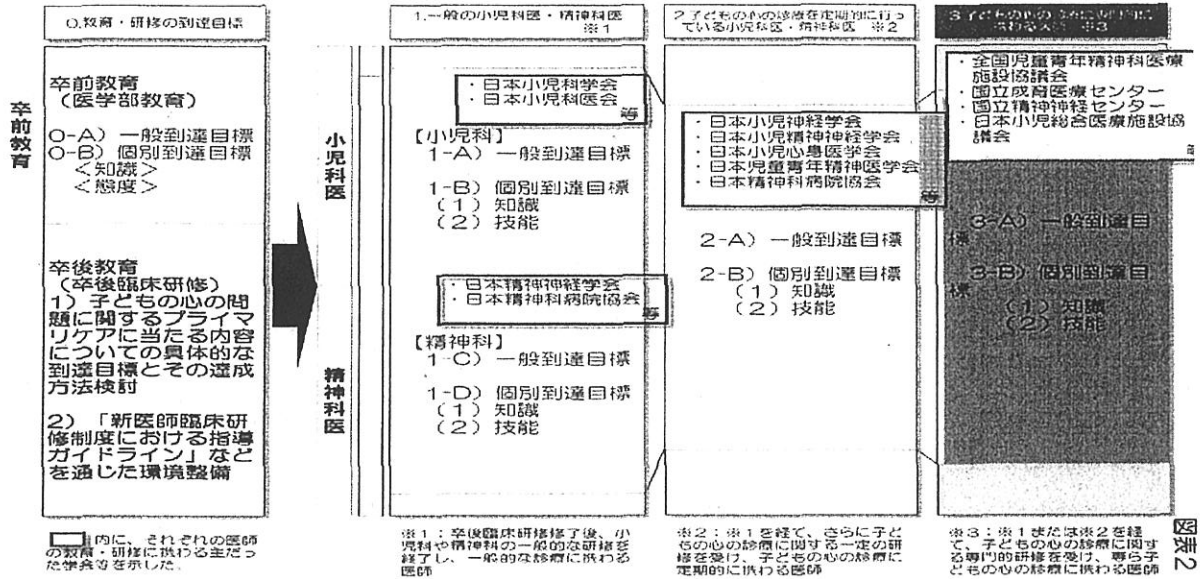 0.教育・研修の到達目標
卒前教育
卒前教育
(医学部教育)
0-A) 一般到達目標
0-B) 個別到達目標
<知識>
<態度>
卒後教育
(卒後臨床研修)
1) 子どもの心の問
題に関するプライマ
リケアに当たる内容
についての具体的な
到達目標とその達成
方法検討
2) 「新医師臨床研
修制度における指導
ガイドライン」など
を通じた環境整備
内に、それぞれの医師
の教育・研修に携わる主だっ
た学会等を示した。
小児科医
精神科医
1.一般の小児科医・精神科医
※1
・日本小児科学会
・日本小児科医会
等
【小児科】
1-A) 一般到達目標
1-B) 個別到達目標
(1) 知識
(2) 技能
・日本精神神経学会
・日本精神科病院協会
等
【精神科】
1-C) 一般到達目標
1-D) 個別到達目標
(1) 知識
(2) 技能
※1:卒後臨床研修修了後、小
児科や精神科の一般的な研修を
修了し、一般的な診療に携わる
医師
2.子どもの心の診療を定期的に行っ
ている小児科医・精神科医 ※2
・日本小児神経学会
・日本小児精神神経学会
・日本小児心身医学会
・日本児童青年精神医学会
・日本精神科病院協会
等
2-A) 一般到達目標
2-B) 個別到達目標
(1) 知識
(2) 技能
※2:※1を経て、さらに子ど
もの心の診療に関する一定の研
修を受け、子どもの心の診療に
定期的に携わる医師
3.子どもの心の
※3
・全国児童青年精神科医療
施設協議会
・国立成育医療センター
・国立精神神経センター
・日本小児総合医療施設協
議会
等
3-A) 一般到達目
標
3-B) 個別到達目
標
(1) 知識
(2) 技能
※3:※1または※2を経
て、子どもの心の診療に関す
る専門的研修を受け、専ら子
どもの心の診療に携わる医師
図表2